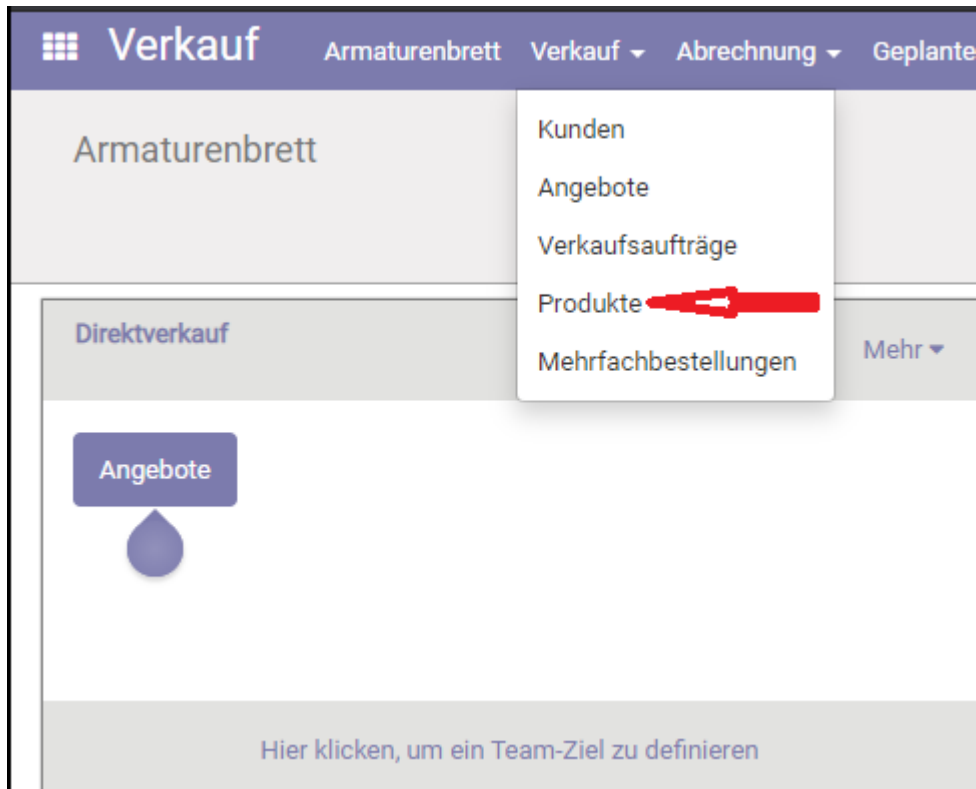 Verkauf Armaturenbrett Verkauf Abrechnung Geplante
Armaturenbrett
Kunden
Angebote
Verkaufsaufträge
Produkte
Mehrfachbestellungen
Direktverkauf
Mehr
Angebote
Hier klicken, um ein Team-Ziel zu definieren